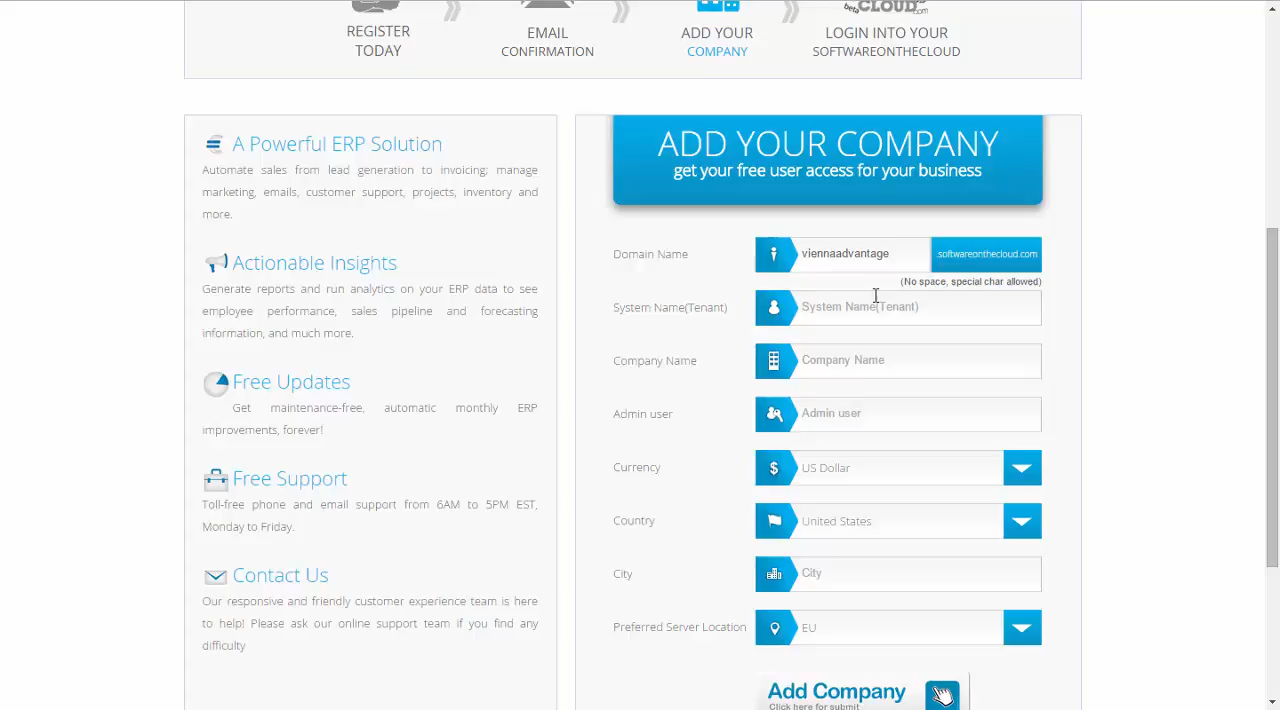 beta CLOUD.com
REGISTER
TODAY
EMAIL
CONFIRMATION
ADD YOUR
COMPANY
LOGIN INTO YOUR
SOFTWAREONTHECLOUD
A Powerful ERP Solution
Automate sales from lead generation to invoicing; manage
marketing, emails, customer support, projects, inventory and
more.
Actionable Insights
Generate reports and run analytics on your ERP data to see
employee performance, sales pipeline and forecasting
information, and much more.
Free Updates
Get maintenance-free, automatic monthly ERP
improvements, forever!
Free Support
Toll-free phone and email support from 6AM to 5PM EST,
Monday to Friday.
Contact Us
Our responsive and friendly customer experience team is here
to help! Please ask our online support team if you find any
difficulty
ADD YOUR COMPANY
get your free user access for your business
Domain Name viennaadvantage .softwareonthecloud.com
(No space, special char allowed)
System Name(Tenant) System Name(Tenant)
Company Name Company Name
Admin user Admin user
Currency $ US Dollar
Country United States
City City
Preferred Server Location EU
Add Company
Click here for submit